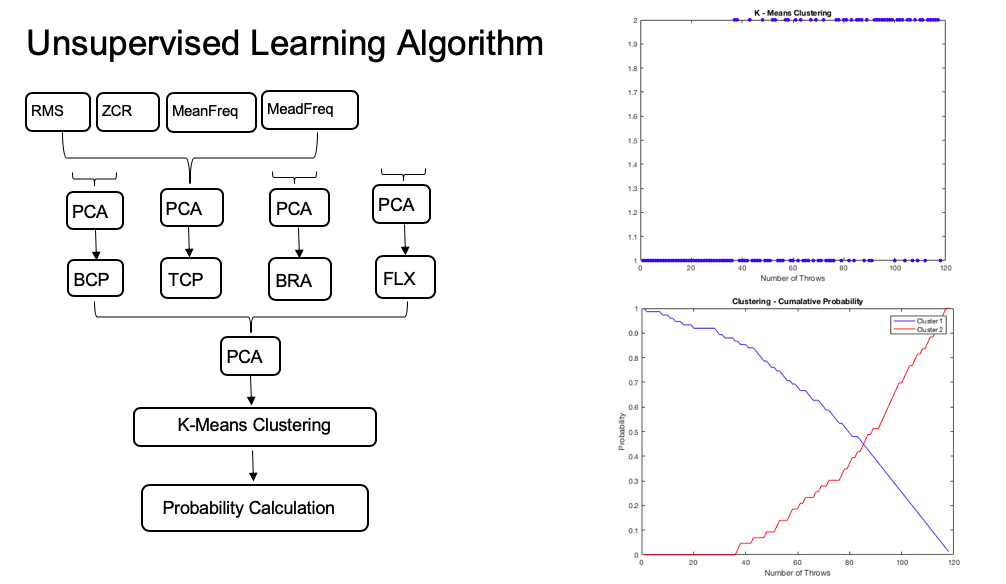 Unsupervised Learning Algorithm
RMS
ZCR
MeanFreq
MeadFreq
PCA
PCA
PCA
PCA
BCP
TCP
BRA
FLX
PCA
K-Means Clustering
Probability Calculation
K - Means Clustering
2
1.9
1.8
1.7
1.6
1.5
1.4
1.3
1.2
1.1
1
0 20 40 60 80 100 120
Number of Throws
Clustering - Cumalative Probability
Cluster 1
Cluster 2
Probability
1
0.9
0.8
0.7
0.6
0.5
0.4
0.3
0.2
0.1
0
0 20 40 60 80 100 120
Number of Throws